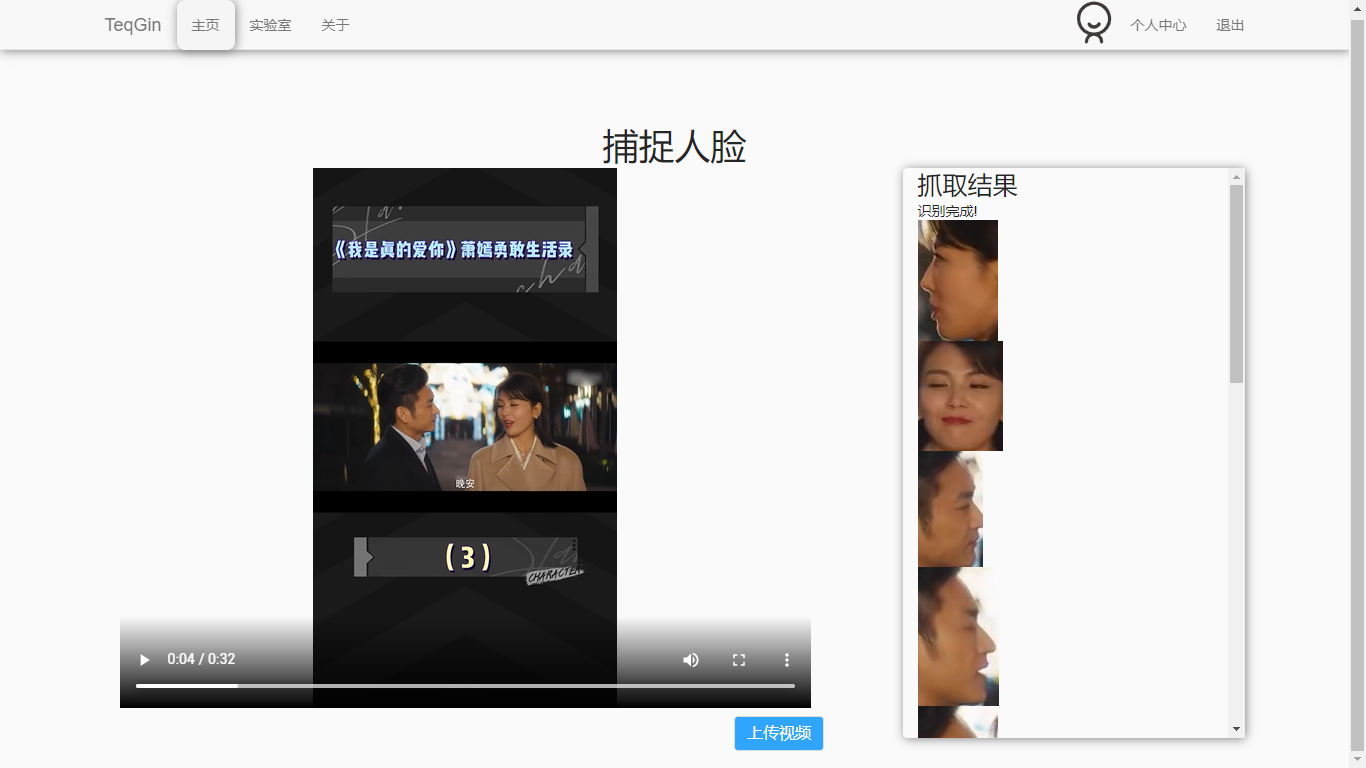 TeqGin 主页 实验室 关于 个人中心 退出
捕捉人脸
《我是真的爱你》萧嫣勇敢生活录
晚安
(3)
CHARACTER
0:04 / 0:32
上传视频
抓取结果
识别完成!